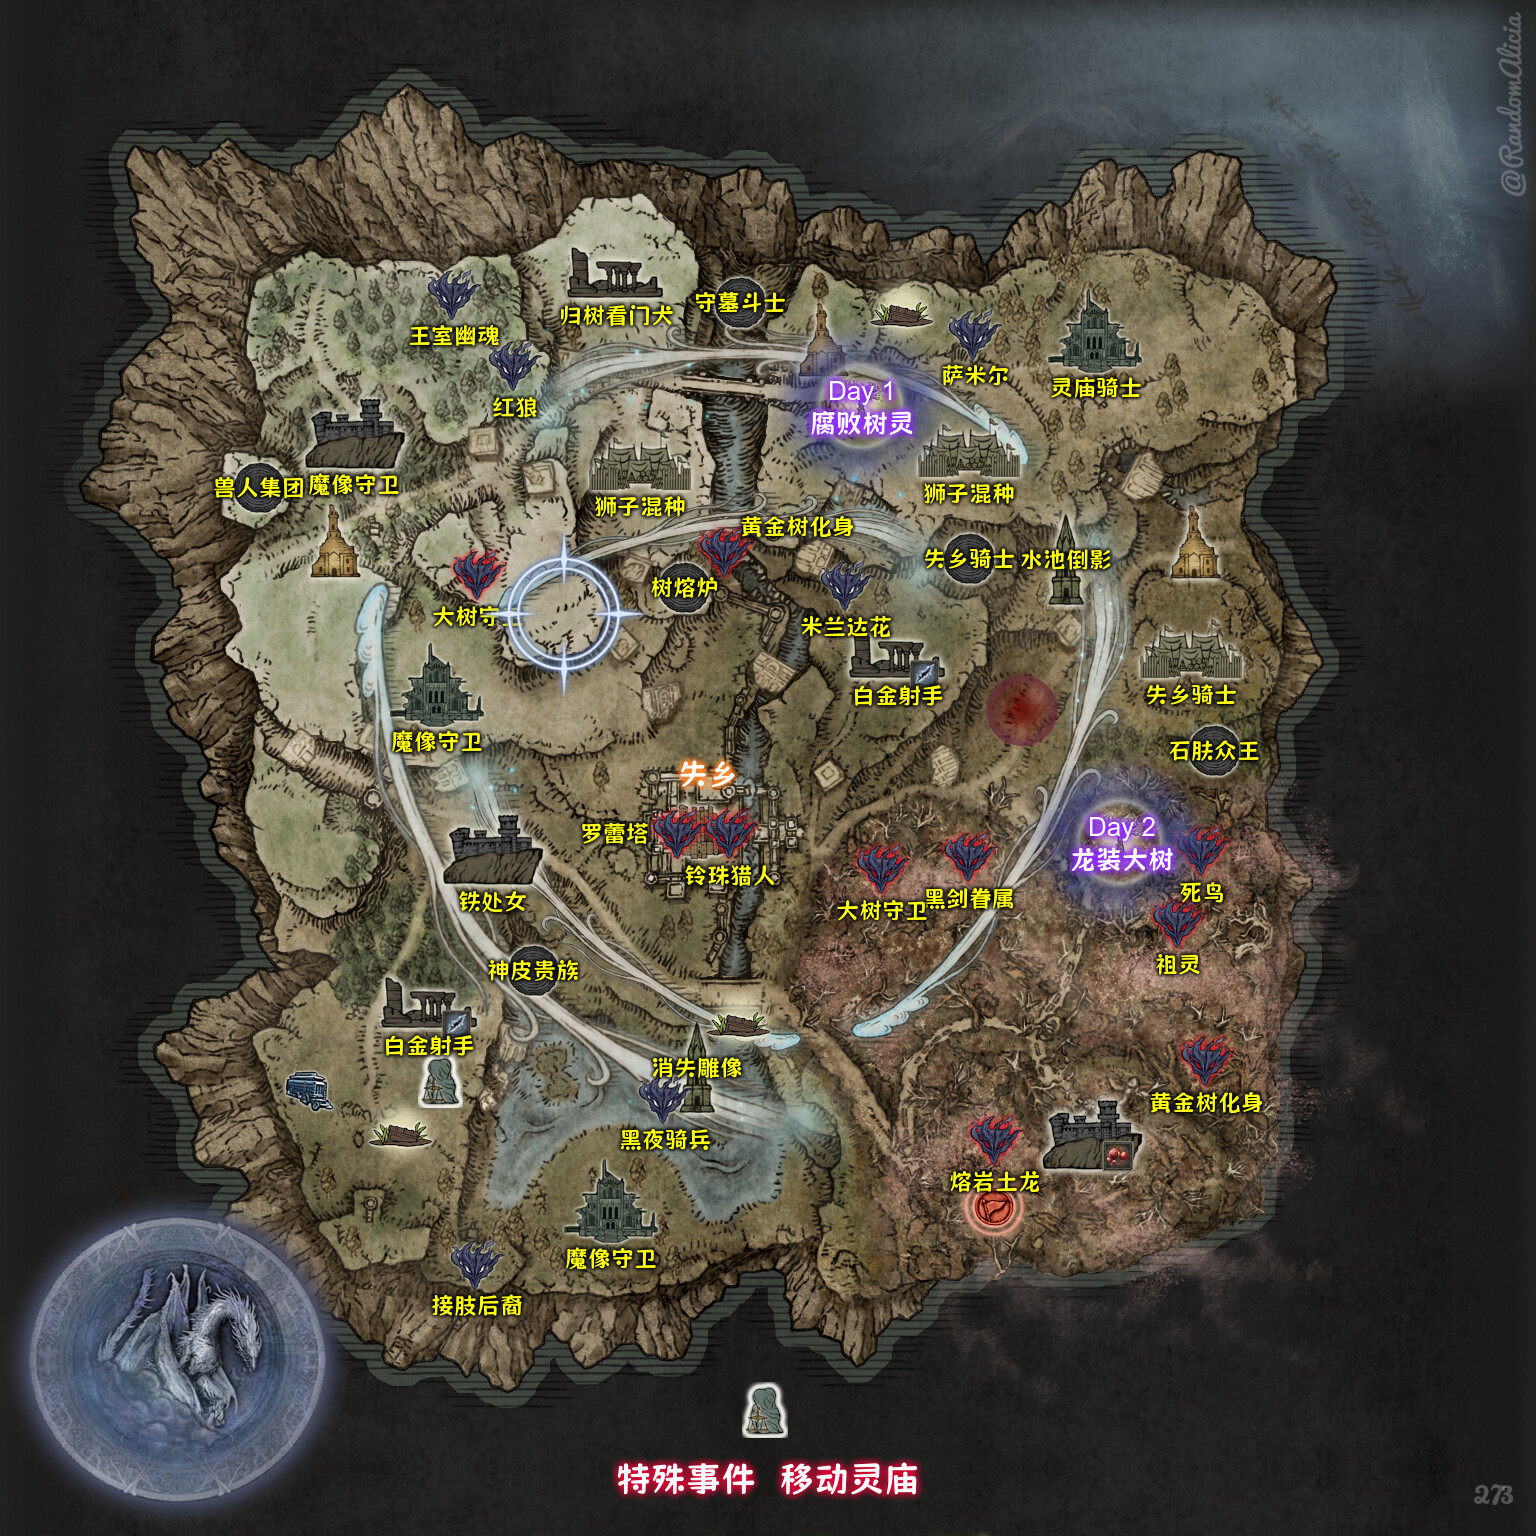 @RandomAlicia
归树看门犬
守墓斗士
王室幽魂
萨米尔
灵庙骑士
Day 1
腐败树灵
红狼
兽人集团
魔像守卫
狮子混种
狮子混种
黄金树化身
失乡骑士
水池倒影
树熔炉
大树守卫
米兰达花
白金射手
失乡骑士
魔像守卫
石肤众王
失乡
Day 2
龙装大树
罗蕾塔
铃珠猎人
死鸟
铁处女
大树守卫
黑剑眷属
祖灵
神皮贵族
白金射手
消失雕像
黄金树化身
黑夜骑兵
熔岩土龙
魔像守卫
接肢后裔
特殊事件 移动灵庙
273